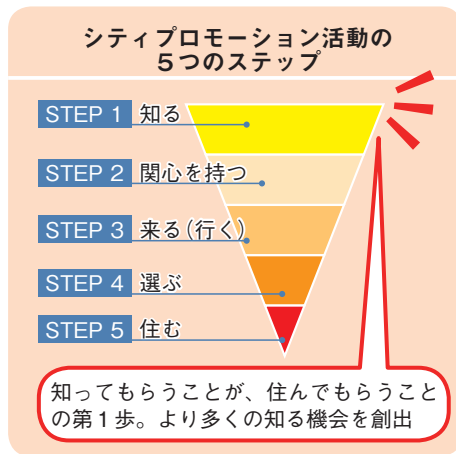 シティプロモーション活動の
5つのステップ
STEP 1 知る
STEP 2 関心を持つ
STEP 3 来る(行く)
STEP 4 選ぶ
STEP 5 住む
知ってもらうことが、住んでもらうこと
の第1歩。より多くの知る機会を創出